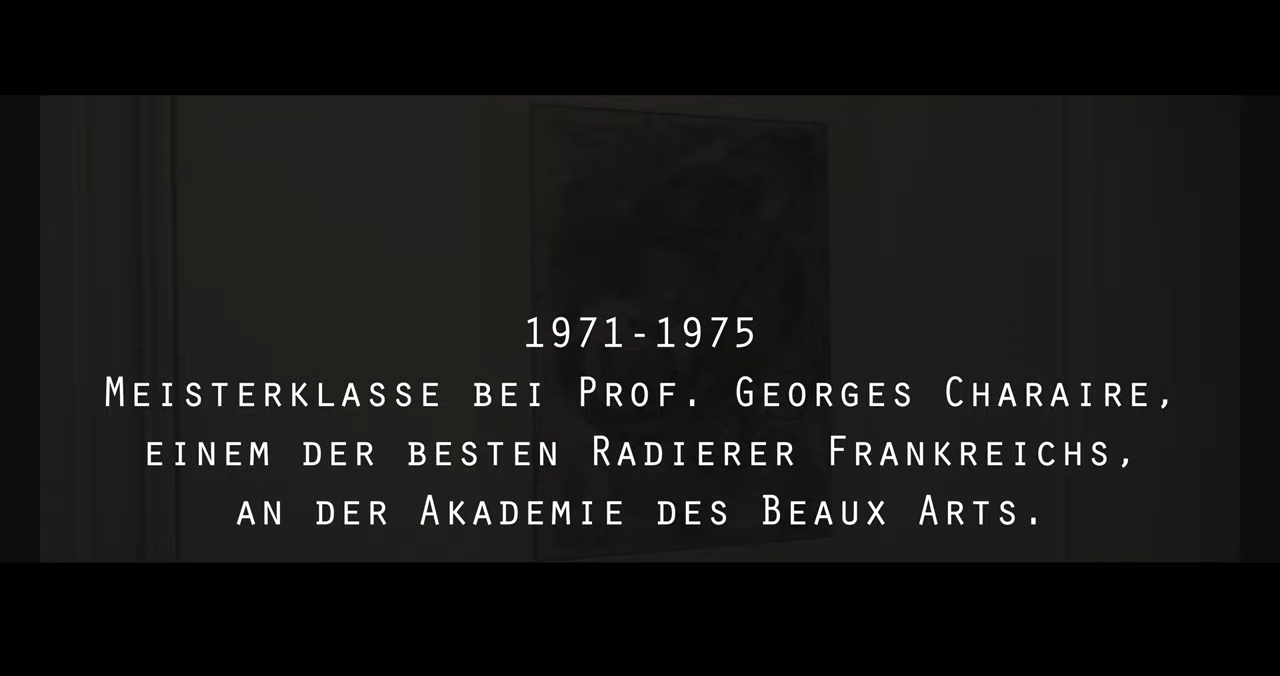 1971-1975
Meisterklasse bei Prof. Georges Charaire,
einem der besten Radierer Frankreichs,
an der Akademie des Beaux Arts.